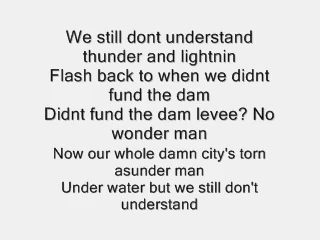 We still dont understand
thunder and lightnin
Flash back to when we didnt
fund the dam
Didnt fund the dam levee? No
wonder man
Now our whole damn city's torn
asunder man
Under water but we still don't
understand